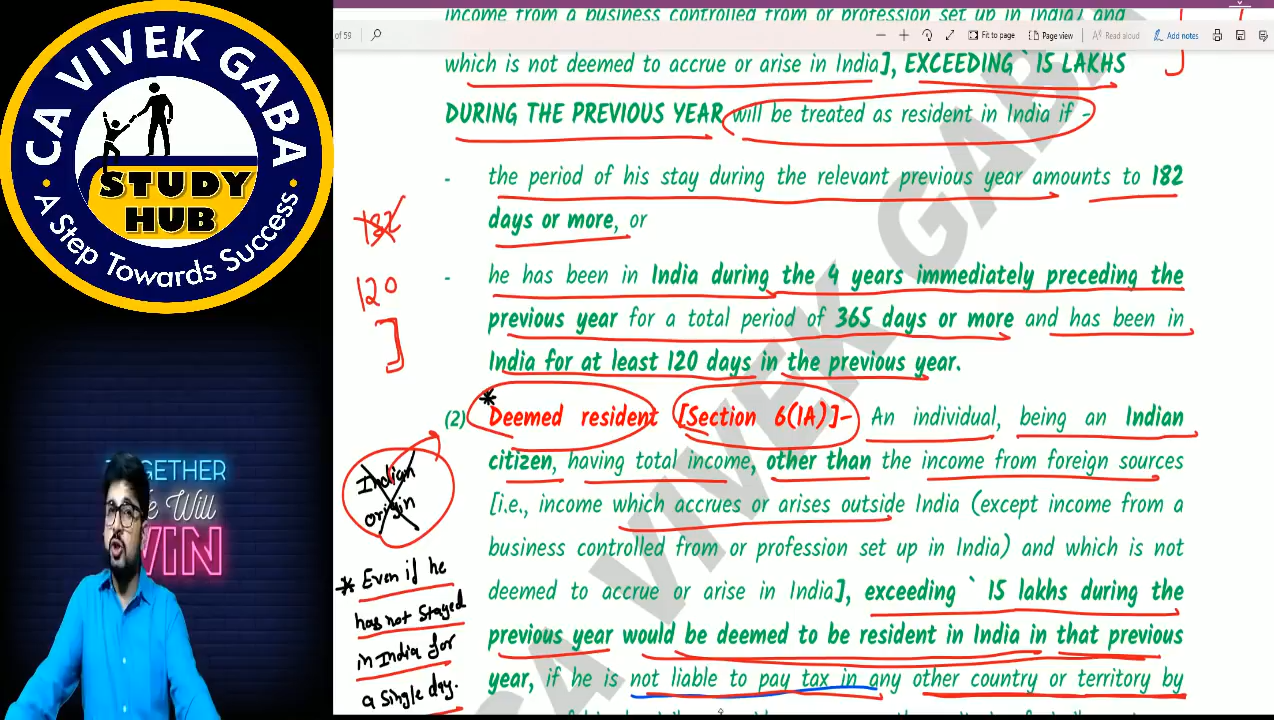 CA VIVEK GABA
STUDY
HUB
• A Step Towards Success •
income from a business controlled from or profession set up in India) and
of 59
Fit to page
Page view
Read aloud
Add notes
which is not deemed to accrue or arise in India], EXCEEDING ` 15 LAKHS
DURING THE PREVIOUS YEAR will be treated as resident in India if -
- the period of his stay during the relevant previous year amounts to 182
days or more, or
182
120
- he has been in India during the 4 years immediately preceding the
previous year for a total period of 365 days or more and has been in
India for at least 120 days in the previous year.
(2) *Deemed resident [Section 6(1A)]- An individual, being an Indian
citizen, having total income, other than the income from foreign sources
[i.e., income which accrues or arises outside India (except income from a
business controlled from or profession set up in India) and which is not
deemed to accrue or arise in India], exceeding ` 15 lakhs during the
previous year would be deemed to be resident in India in that previous
year, if he is not liable to pay tax in any other country or territory by
Indian
origin
* Even if he
has not stayed
in India for
a single day.
VIVEK GABA
TOGETHER
We Will
WIN